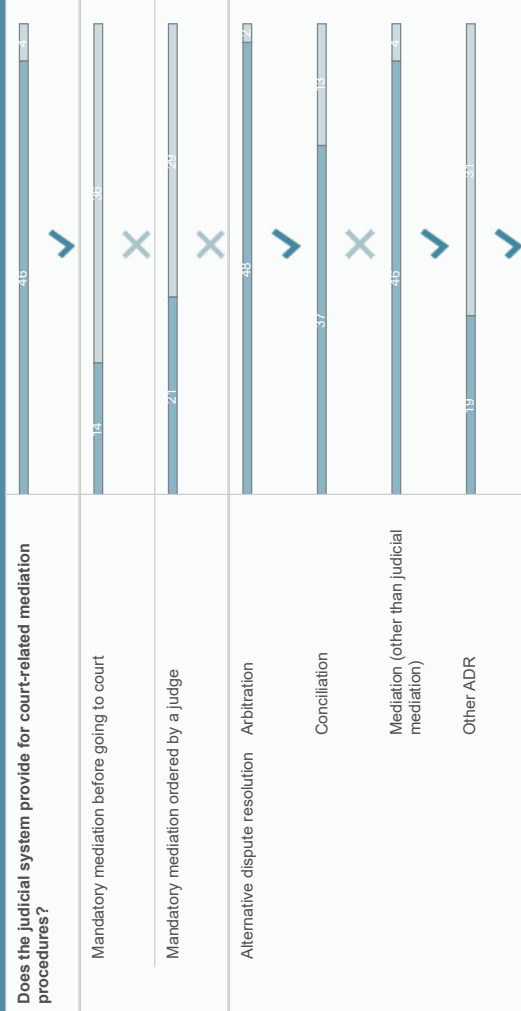 Does the judicial system provide for court-related mediation
procedures?
46
4
Mandatory mediation before going to court
14
36
Mandatory mediation ordered by a judge
21
29
Alternative dispute resolution
Arbitration
48
2
Conciliation
37
13
Mediation (other than judicial
mediation)
46
4
Other ADR
19
31